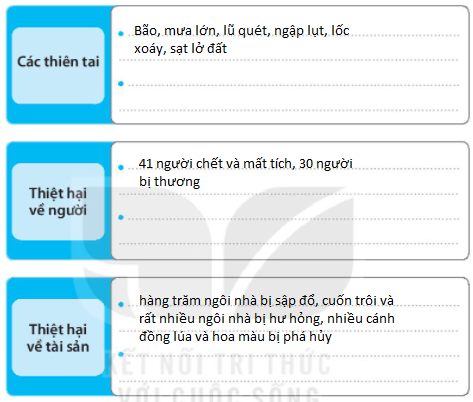 Các thiên tai
Bão, mưa lớn, lũ quét, ngập lụt, lốc
xoáy, sạt lở đất
Thiệt hại
về người
41 người chết và mất tích, 30 người
bị thương
Thiệt hại
về tài sản
hàng trăm ngôi nhà bị sập đổ, cuốn trôi và
rất nhiều ngôi nhà bị hư hỏng, nhiều cánh
đồng lúa và hoa màu bị phá hủy
KẾT NỐI TRI THỨC
VỚI CUỘC SỐNG